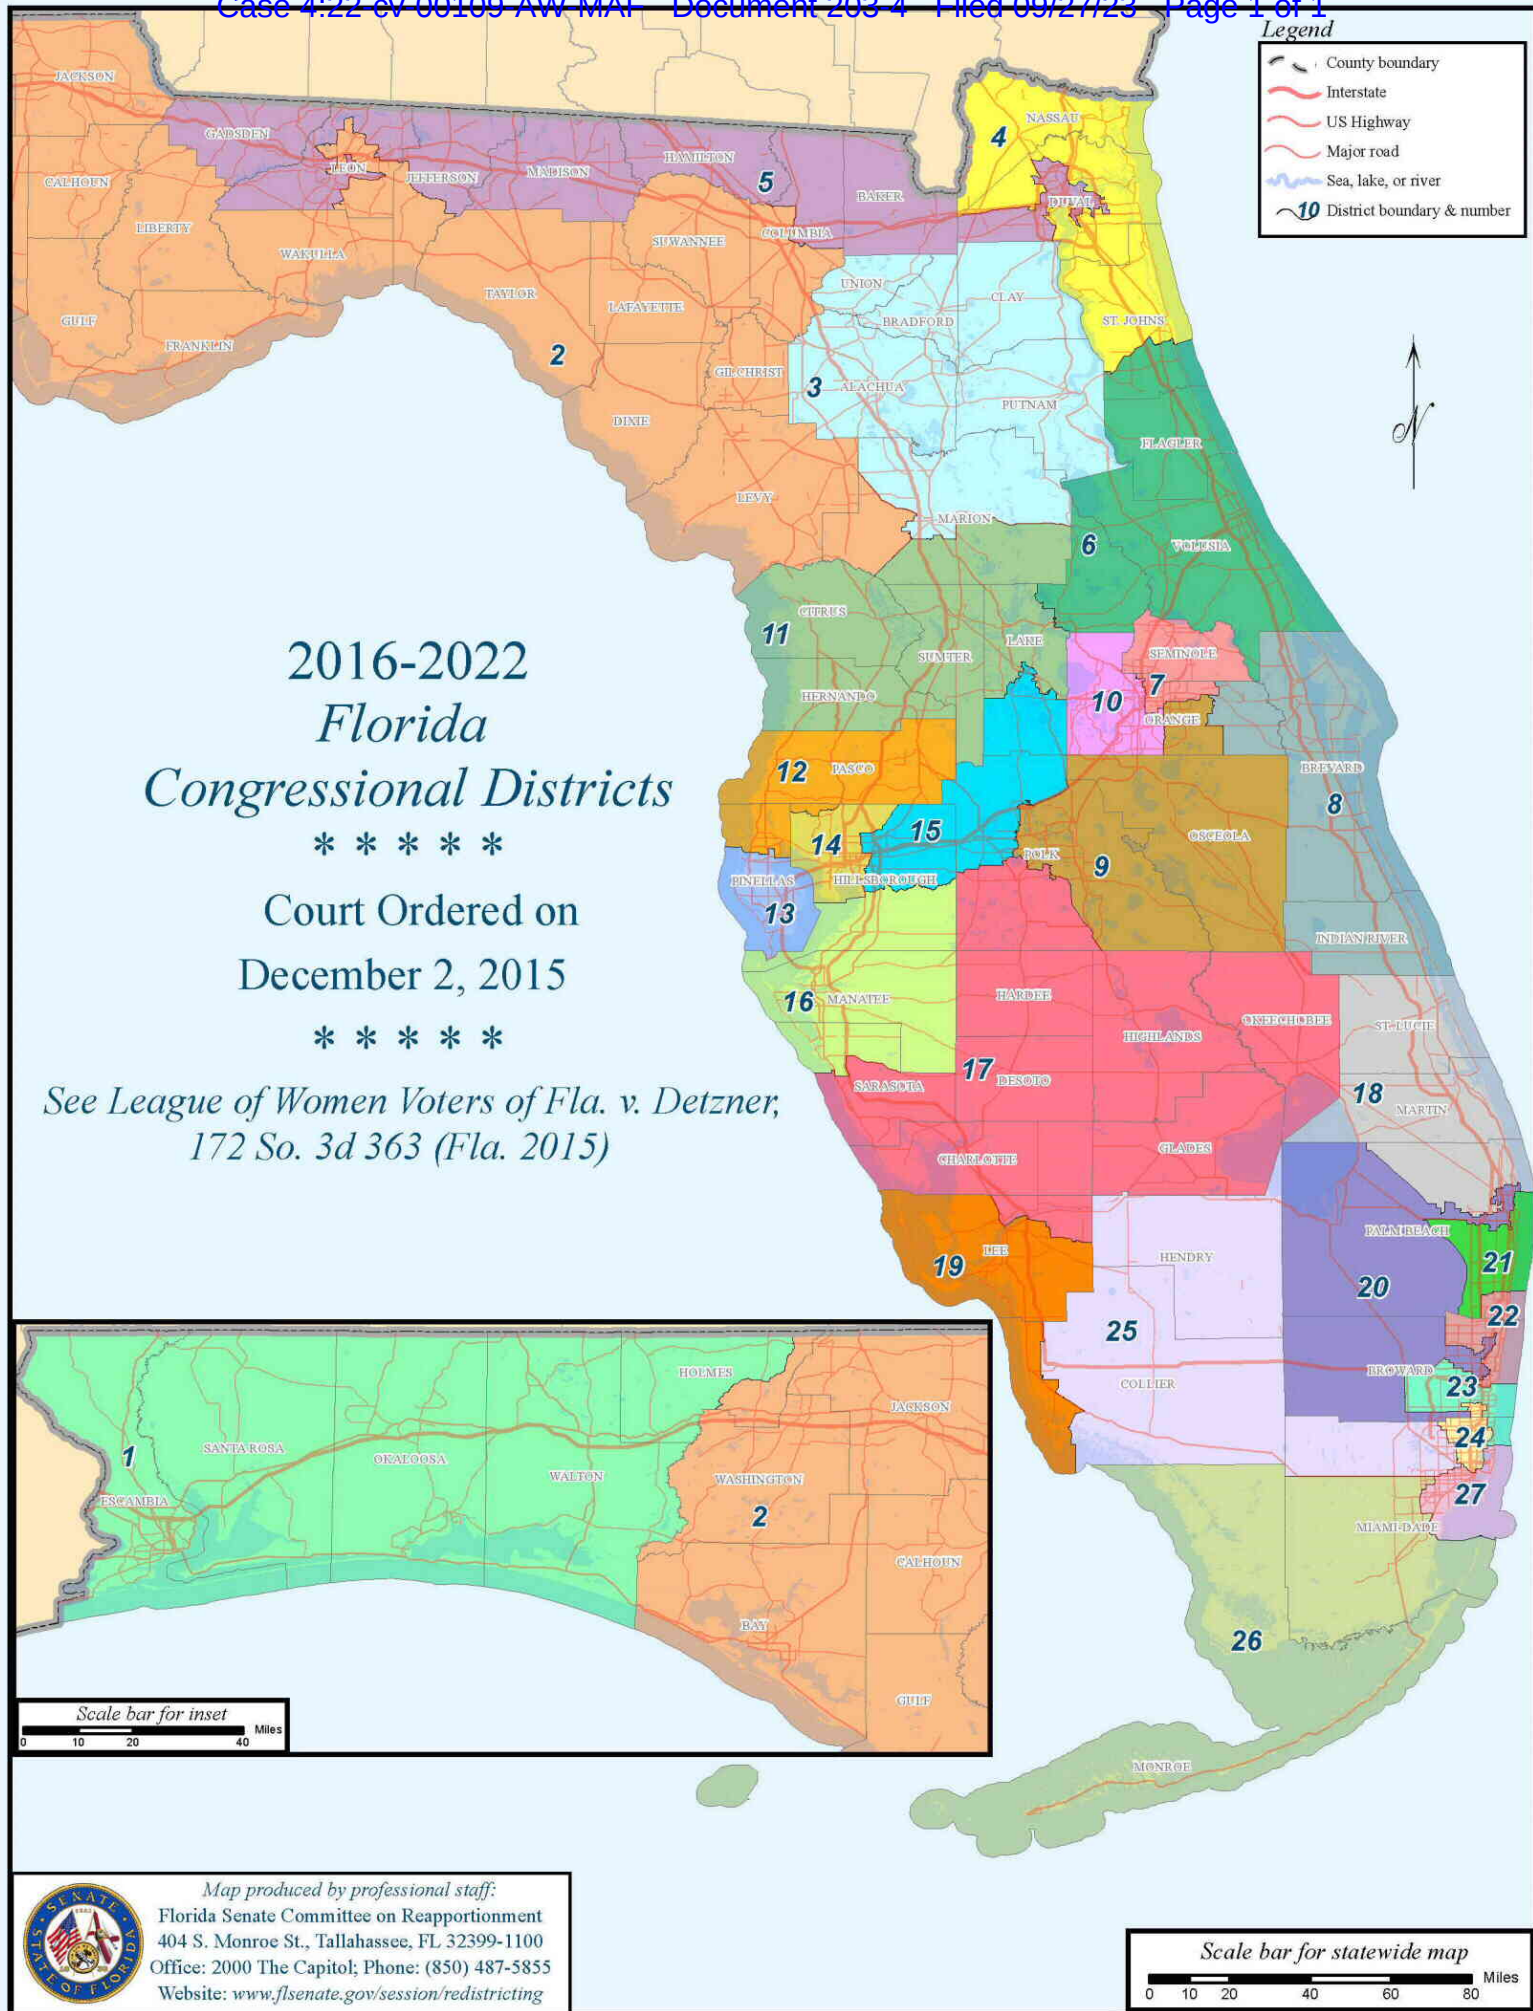 Case 4:22-cv-00109-AW-MAF Document 203-4 Filed 09/27/23 Page 1 of 1
Legend
County boundary
Interstate
US Highway
Major road
Sea, lake, or river
10 District boundary & number
JACKSON
NASSAU
4
GADSDEN
LEON
JEFFERSON
MADISON
HAMILTON
5
BAKER
DUVAL
CALHOUN
LIBERTY
WAKULLA
SUWANNEE
COLUMBIA
TAYLOR
LAFAYETTE
UNION
CLAY
BRADFORD
ST. JOHNS
GULF
FRANKLIN
2
GILCHRIST
3
ALACHUA
PUTNAM
N
DIXIE
FLAGLER
LEVY
MARION
6
VOLUSIA
CITRUS
11
SUMTER
LAKE
SEMINOLE
7
HERNANDO
10
ORANGE
2016-2022
Florida
Congressional Districts
* * * * *
Court Ordered on
December 2, 2015
* * * * *
See League of Women Voters of Fla. v. Detzner,
172 So. 3d 363 (Fla. 2015)
12
PASCO
BREVARD
8
14
15
OSCEOLA
POLK
9
PINELLAS
HILLSBOROUGH
13
INDIAN RIVER
16
MANATEE
HARDEE
OKEECHOBEE
HIGHLANDS
ST. LUCIE
17
SARASOTA
DESOTO
18
MARTIN
CHARLOTTE
GLADES
PALM BEACH
19
LEE
HENDRY
20
21
22
25
COLLIER
BROWARD
23
24
27
MIAMI-DADE
26
MONROE
HOLMES
JACKSON
1
SANTA ROSA
OKALOOSA
WALTON
WASHINGTON
2
ESCAMBIA
CALHOUN
BAY
GULF
Scale bar for inset
Miles
0 10 20 40
SENATE
STATE OF FLORIDA
Map produced by professional staff:
Florida Senate Committee on Reapportionment
404 S. Monroe St., Tallahassee, FL 32399-1100
Office: 2000 The Capitol; Phone: (850) 487-5855
Website: www.flsenate.gov/session/redistricting
Scale bar for statewide map
Miles
0 10 20 40 60 80